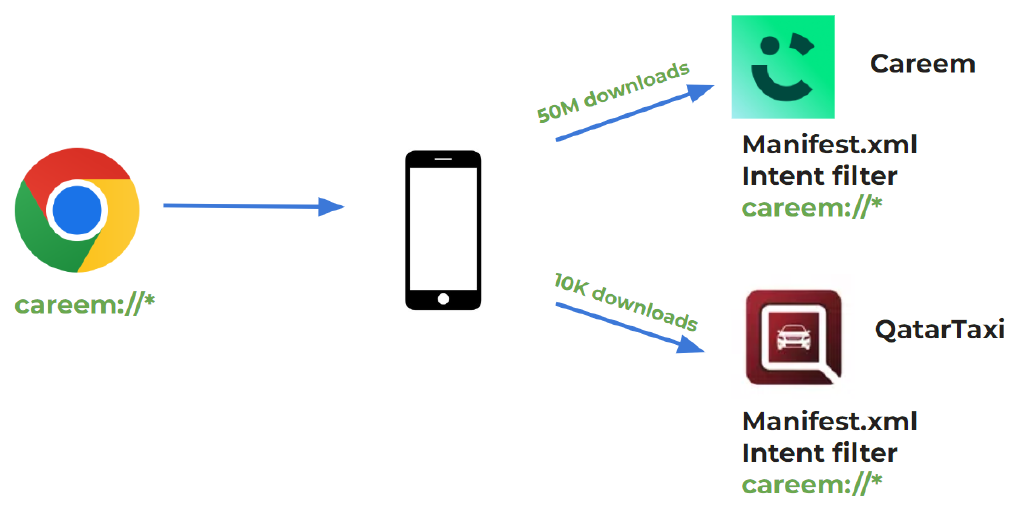 careem://*
50M downloads
Careem
Manifest.xml
Intent filter
careem://*
10K downloads
QatarTaxi
Manifest.xml
Intent filter
careem://*